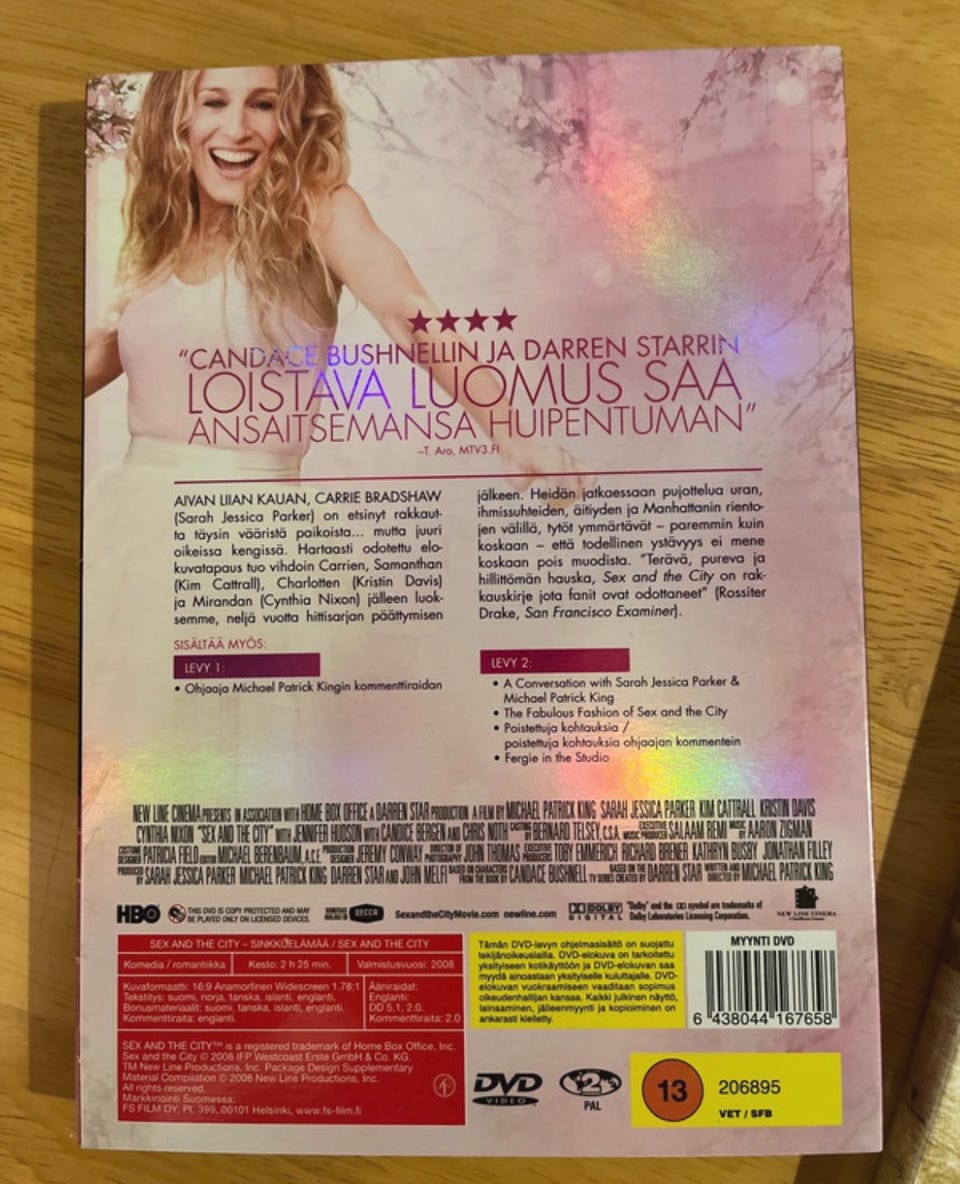 ★★★★
"CANDACE BUSHNELLIN JA DARREN STARRIN
LOISTAVA LUOMUS SAA
ANSAITSEMANSA HUIPENTUMAN"
–T. Aro, MTV3.FI
AIVAN LIIAN KAUAN, CARRIE BRADSHAW
(Sarah Jessica Parker) on etsinyt rakkaut-
ta täysin vääristä paikoista... mutta juuri
oikeissa kengissä. Hartaasti odotettu elo-
kuvatapaus tuo vihdoin Carrien, Samanthan
(Kim Cattrall), Charlotten (Kristin Davis)
ja Mirandan (Cynthia Nixon) jälleen luok-
semme, neljä vuotta hittisarjan päättymisen
jälkeen. Heidän jatkaessaan pujottelua uran,
ihmissuhteiden, äitiyden ja Manhattanin riento-
jen välillä, tytöt ymmärtävät – paremmin kuin
koskaan – että todellinen ystävyys ei mene
koskaan pois muodista. "Terävä, pureva ja
hillittömän hauska, Sex and the City on rak-
kauskirje jota fanit ovat odottaneet" (Rossiter
Drake, San Francisco Examiner).
SISÄLTÄÄ MYÖS:
LEVY 1:
• Ohjaaja Michael Patrick Kingin kommenttiraidan
LEVY 2:
• A Conversation with Sarah Jessica Parker &
Michael Patrick King
• The Fabulous Fashion of Sex and the City
• Poistettuja kohtauksia /
poistettuja kohtauksia ohjaajan kommentein
• Fergie in the Studio
NEW LINE CINEMA PRESENTS IN ASSOCIATION WITH HOME BOX OFFICE A DARREN STAR PRODUCTION A FILM BY MICHAEL PATRICK KING SARAH JESSICA PARKER KIM CATTRALL KRISTIN DAVIS
CYNTHIA NIXON "SEX AND THE CITY" WITH JENNIFER HUDSON WITH CANDICE BERGEN AND CHRIS NOTH CASTING BY BERNARD TELSEY, C.S.A. EXECUTIVE MUSIC PRODUCER SALAAM REMI MUSIC BY AARON ZIGMAN
COSTUME DESIGNER PATRICIA FIELD EDITOR MICHAEL BERENBAUM, A.C.E. PRODUCTION DESIGNER JEREMY CONWAY DIRECTOR OF PHOTOGRAPHY JOHN THOMAS EXECUTIVE PRODUCERS TOBY EMMERICH RICHARD BRENER KATHRYN BUSBY JONATHAN FILLEY
PRODUCED BY SARAH JESSICA PARKER MICHAEL PATRICK KING DARREN STAR AND JOHN MELFI BASED ON CHARACTERS FROM THE BOOK BY CANDACE BUSHNELL BASED ON THE TV SERIES CREATED BY DARREN STAR WRITTEN AND DIRECTED BY MICHAEL PATRICK KING
HBO
THIS DVD IS COPY PROTECTED AND MAY
BE PLAYED ONLY ON LICENSED DEVICES.
DECCA
SexandtheCityMovie.com newline.com
DOLBY
DIGITAL
"Dolby" and the symbol are trademarks of
Dolby Laboratories Licensing Corporation.
NEW LINE CINEMA
SEX AND THE CITY – SINKKUELÄMÄÄ / SEX AND THE CITY
Komedia / romantiikka
Kesto: 2 h 25 min.
Valmistusvuosi: 2008
Kuvaformaatti: 16:9 Anamorfinen Widescreen 1.78:1
Tekstitys: suomi, norja, tanska, islanti, englanti.
Bonusmateriaali: suomi, tanska, islanti, englanti.
Kommenttiraita: englanti.
Ääniraidat:
Englanti:
DD 5.1, 2.0.
Kommenttiraita: 2.0
SEX AND THE CITY™ is a registered trademark of Home Box Office, Inc.
Sex and the City © 2008 IFP Westcoast Erste GmbH & Co. KG.
TM New Line Productions, Inc. Package Design Supplementary
Material Compilation © 2008 New Line Productions, Inc.
All rights reserved.
Markkinointi Suomessa:
FS FILM OY, PL 399, 00101 Helsinki, www.fs-film.fi
Tämän DVD-levyn ohjelmasisältö on suojattu
tekijänoikeuslailla. DVD-elokuva on tarkoitettu
yksityiseen kotikäyttöön ja DVD-elokuvan saa
myydä ainoastaan yksityiselle kuluttajalle. DVD-
elokuvan vuokraamiseen vaaditaan sopimus
oikeudenhaltijan kanssa. Kaikki julkinen näyttö,
lainaaminen, jälleenmyynti ja kopioiminen on
ankarasti kielletty.
MYYNTI DVD
6 438044 167658
DVD
VIDEO
2
PAL
13
206895
VET / SFB